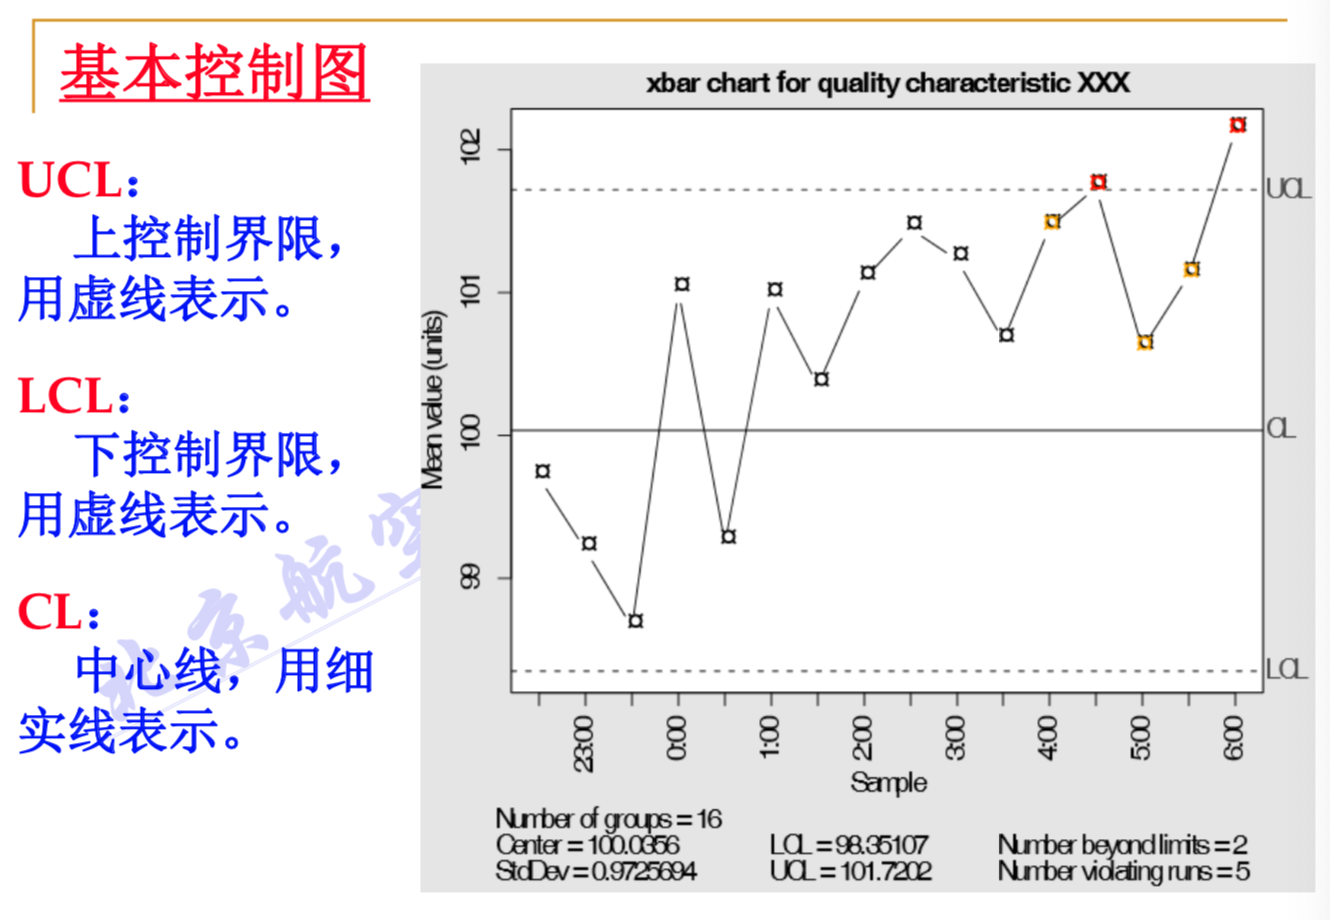 基本控制图
UCL：
上控制界限，
用虚线表示。
LCL：
下控制界限，
用虚线表示。
CL：
中心线，用细
实线表示。
北京航空
xbar chart for quality characteristic XXX
Mean value (units)
102
101
100
99
UCL
CL
LCL
23:00
0:00
1:00
2:00
3:00
4:00
5:00
6:00
Sample
Number of groups = 16
Center = 100.0356
StdDev = 0.9725694
LCL = 98.35107
UCL = 101.7202
Number beyond limits = 2
Number violating runs = 5